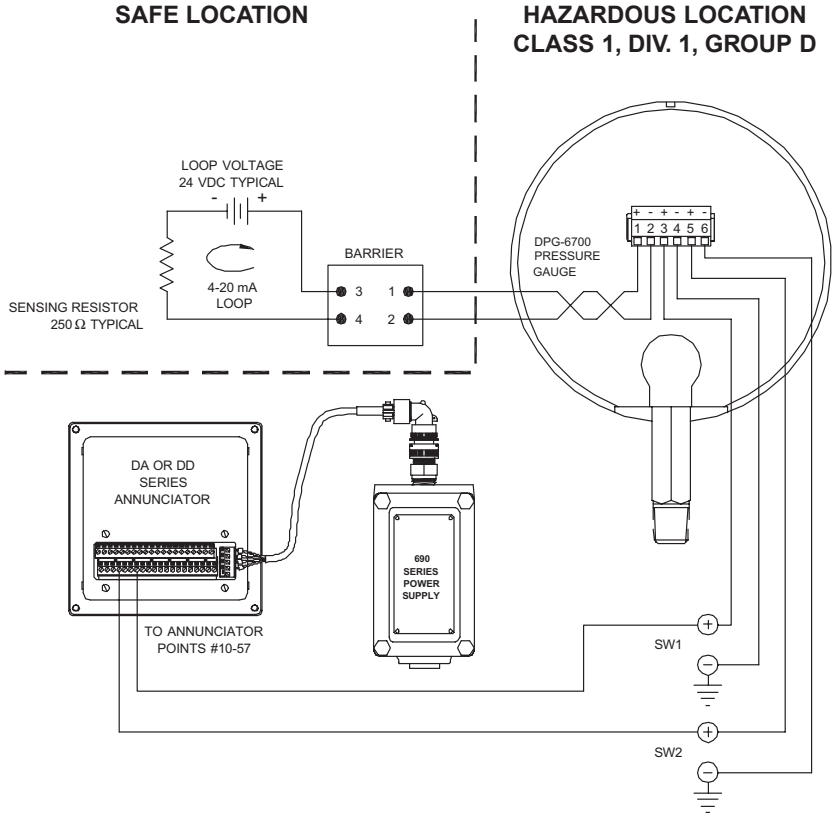 SAFE LOCATION
HAZARDOUS LOCATION
CLASS 1, DIV. 1, GROUP D
LOOP VOLTAGE
24 VDC TYPICAL
- +
4-20 mA
LOOP
SENSING RESISTOR
250 Ω TYPICAL
BARRIER
3 1
4 2
DPG-6700
PRESSURE
GAUGE
+ - + - + -
1 2 3 4 5 6
DA OR DD
SERIES
ANNUNCIATOR
690
SERIES
POWER
SUPPLY
TO ANNUNCIATOR
POINTS #10-57
+
SW1
−
+
SW2
−